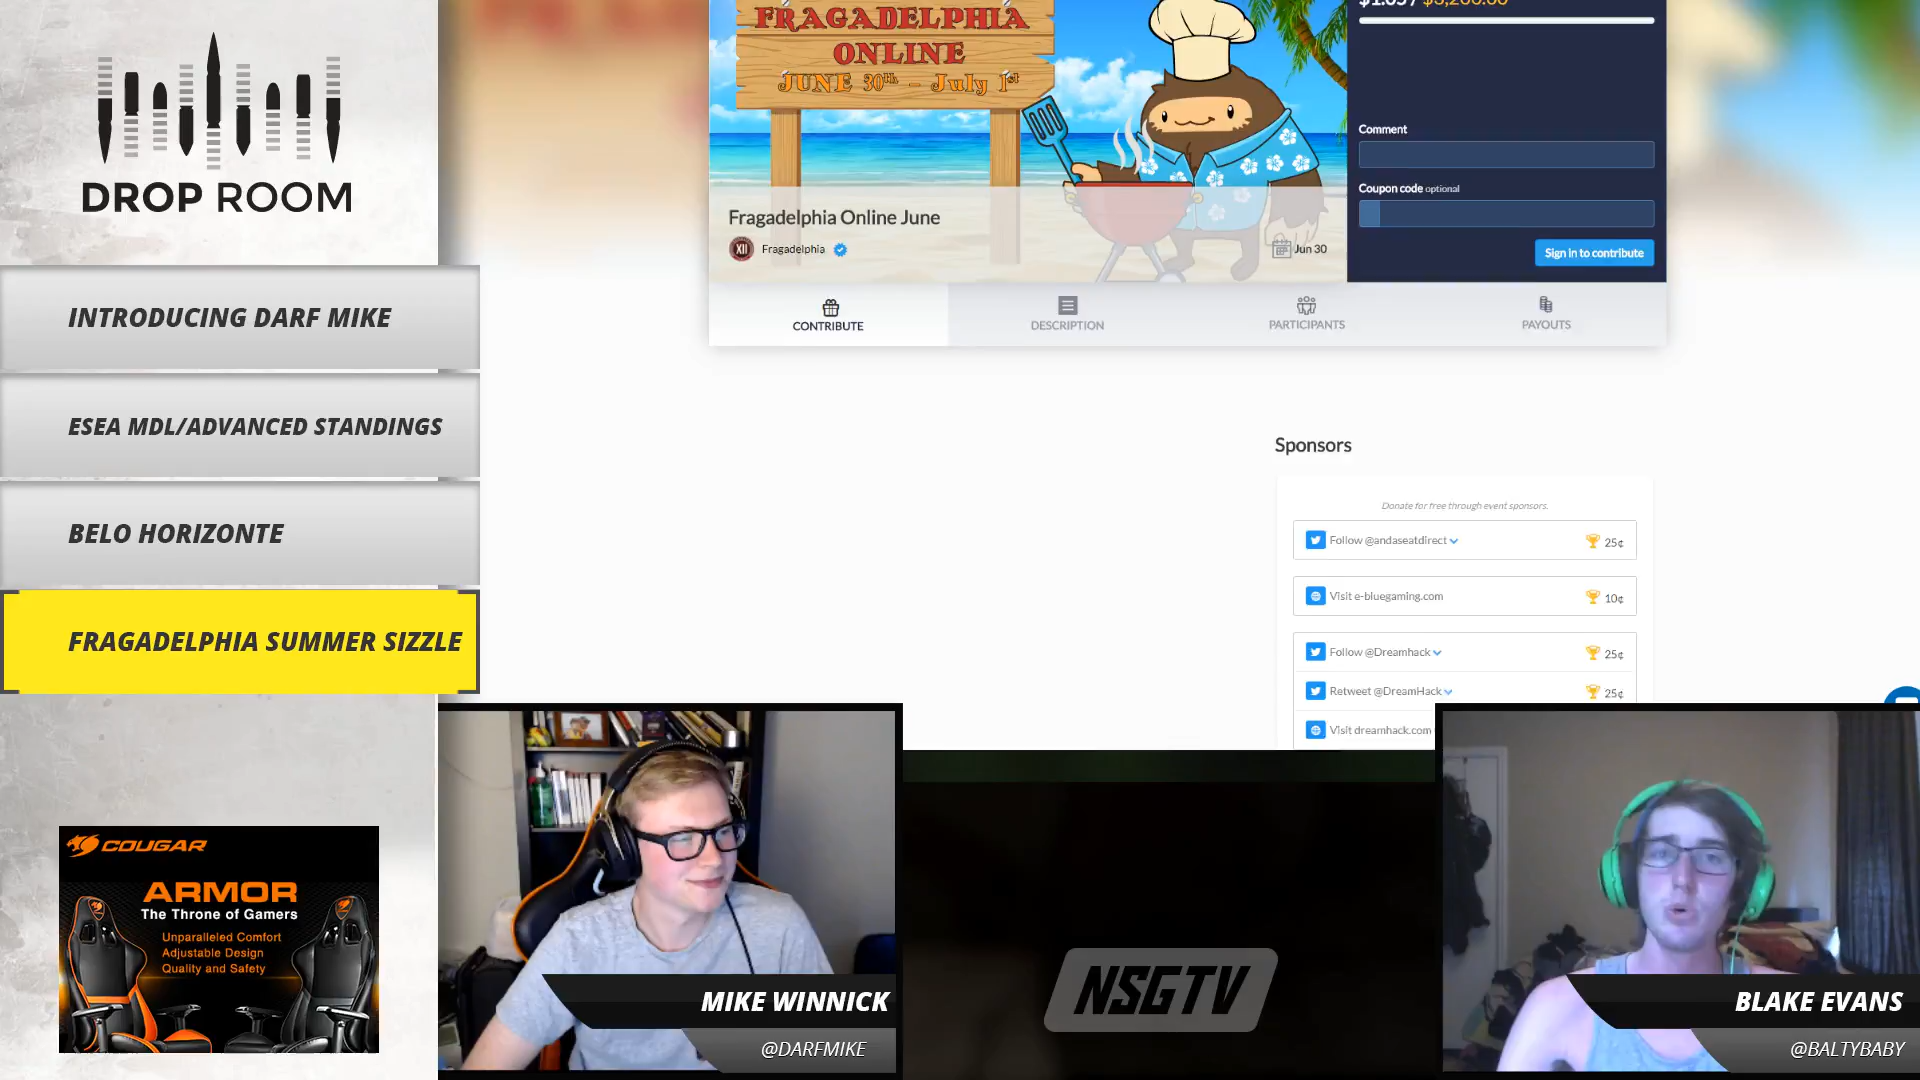 DROP ROOM
INTRODUCING DARF MIKE
ESEA MDL/ADVANCED STANDINGS
BELO HORIZONTE
FRAGADELPHIA SUMMER SIZZLE
COUGAR
ARMOR
The Throne of Gamers
Unparalleled Comfort
Adjustable Design
Quality and Safety
FRAGADELPHIA
ONLINE
JUNE 30th - July 1st
Fragadelphia Online June
XII Fragadelphia
Jun 30
Comment
Coupon code optional
Sign in to contribute
CONTRIBUTE
DESCRIPTION
PARTICIPANTS
PAYOUTS
Sponsors
Donate for free through event sponsors.
Follow @andaseatdirect 25¢
Visit e-bluegaming.com 10¢
Follow @Dreamhack 25¢
Retweet @DreamHack 25¢
Visit dreamhack.com
MIKE WINNICK
@DARFMIKE
NSGTV
BLAKE EVANS
@BALTYBABY